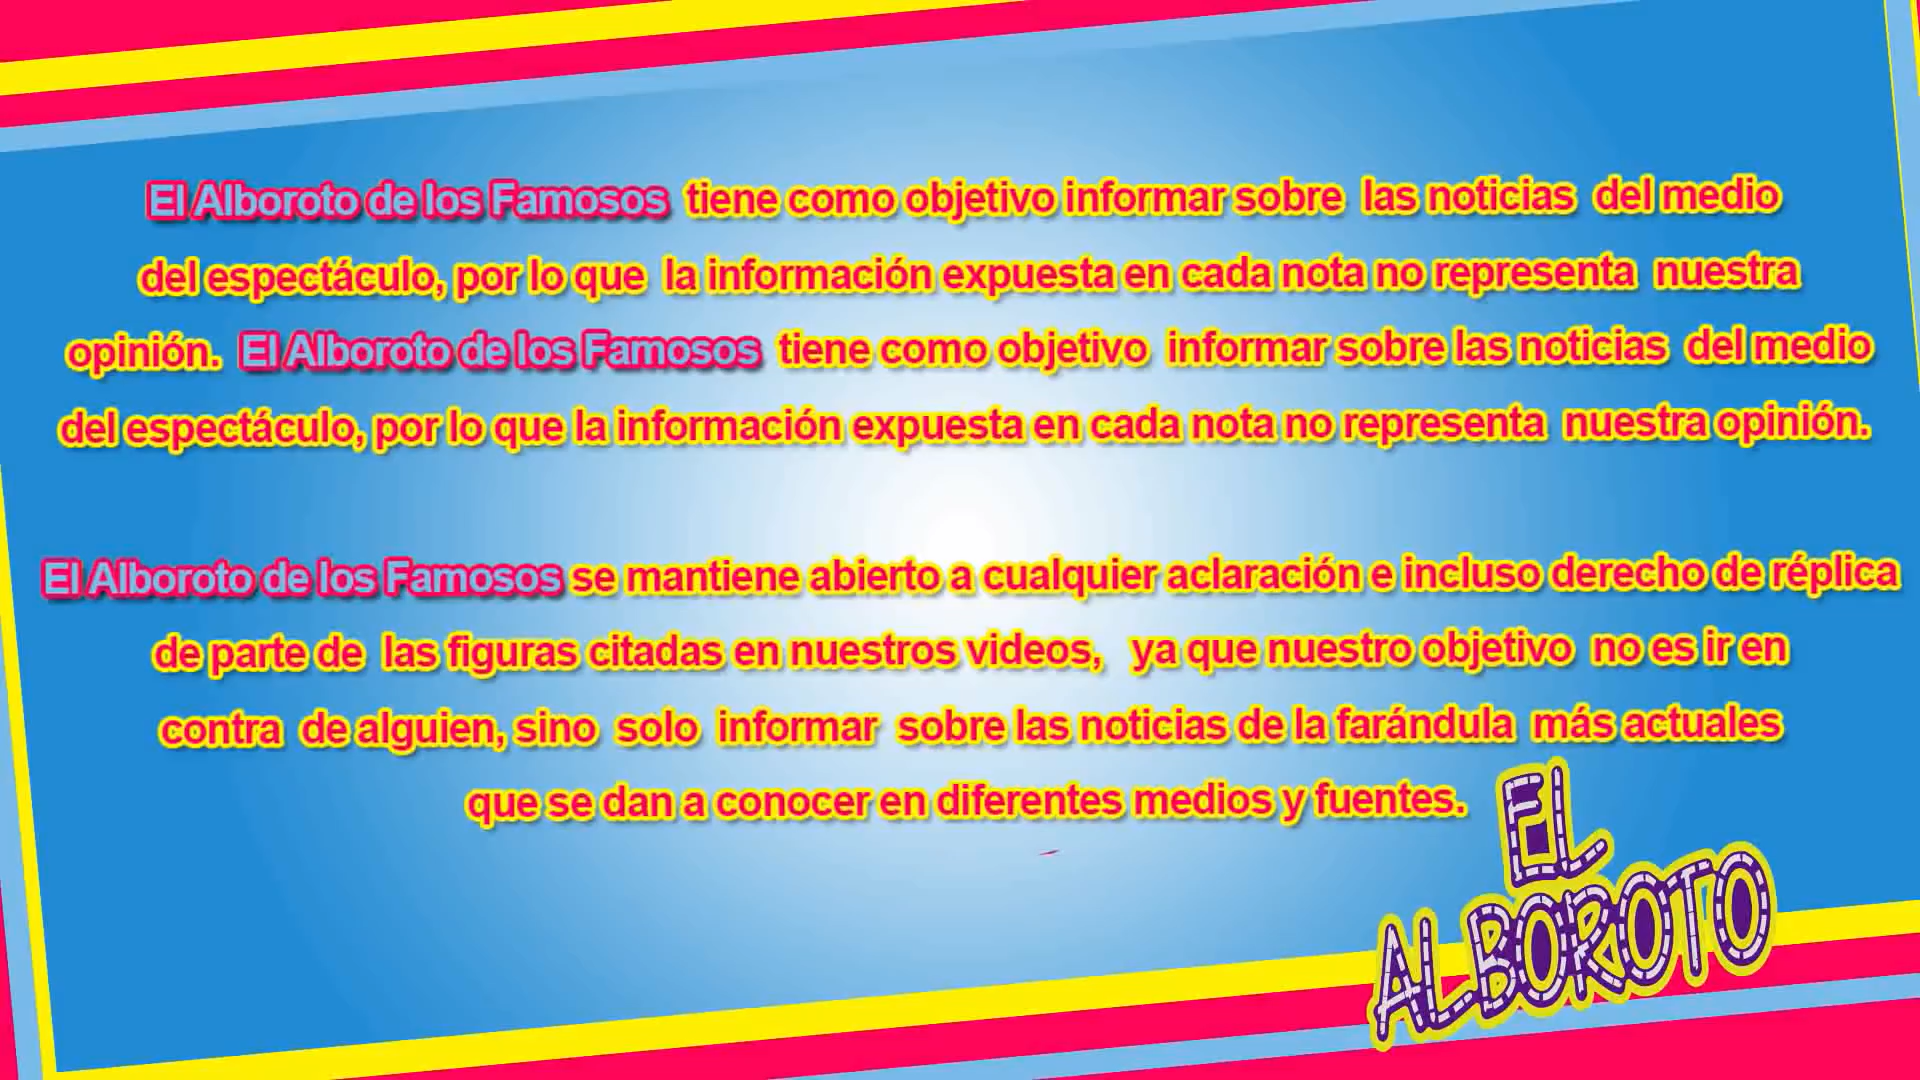 El Alboroto de los Famosos tiene como objetivo informar sobre las noticias del medio
del espectáculo, por lo que la información expuesta en cada nota no representa nuestra
opinión. El Alboroto de los Famosos tiene como objetivo informar sobre las noticias del medio
del espectáculo, por lo que la información expuesta en cada nota no representa nuestra opinión.
El Alboroto de los Famosos se mantiene abierto a cualquier aclaración e incluso derecho de réplica
de parte de las figuras citadas en nuestros videos, ya que nuestro objetivo no es ir en
contra de alguien, sino solo informar sobre las noticias de la farándula más actuales
que se dan a conocer en diferentes medios y fuentes.
EL
ALBOROTO